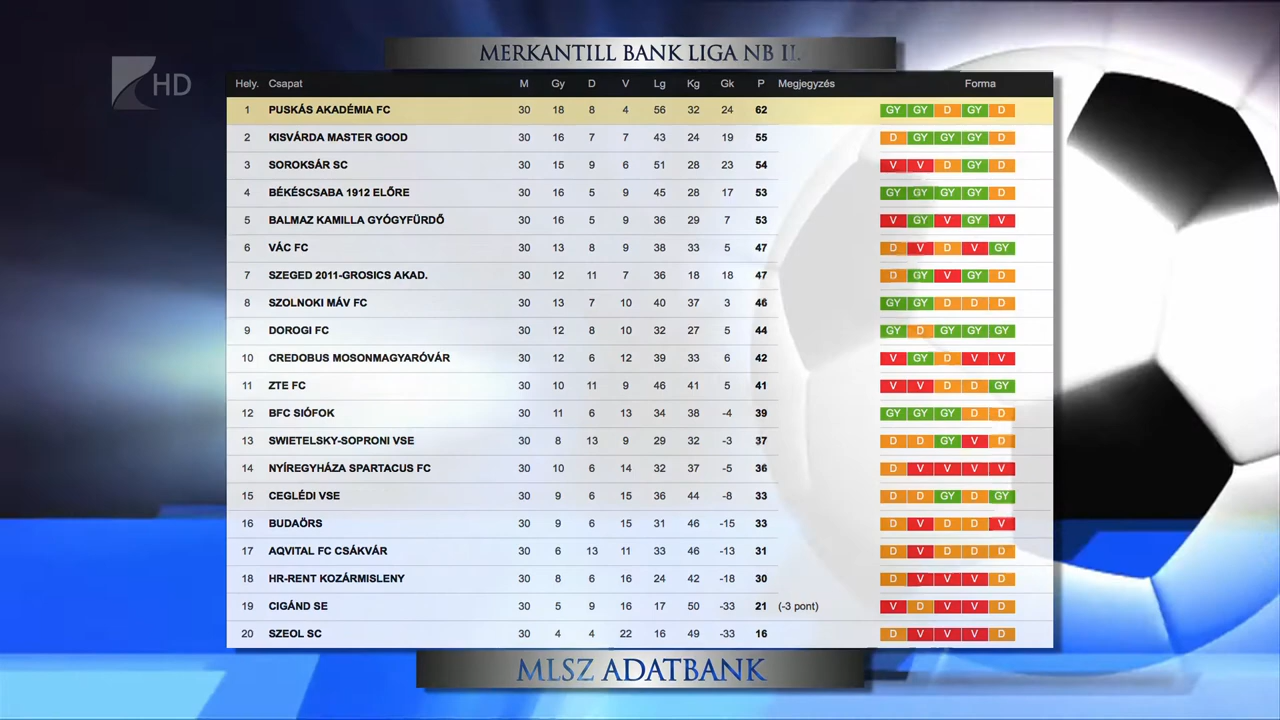 HD
MERKANTILL BANK LIGA NB II.
Hely. Csapat M Gy D V Lg Kg Gk P Megjegyzés Forma
1 PUSKÁS AKADÉMIA FC 30 18 8 4 56 32 24 62 GY GY D GY D
2 KISVÁRDA MASTER GOOD 30 16 7 7 43 24 19 55 D GY GY GY D
3 SOROKSÁR SC 30 15 9 6 51 28 23 54 V V D GY D
4 BÉKÉSCSABA 1912 ELŐRE 30 16 5 9 45 28 17 53 GY GY GY GY D
5 BALMAZ KAMILLA GYÓGYFÜRDŐ 30 16 5 9 36 29 7 53 V GY V GY V
6 VÁC FC 30 13 8 9 38 33 5 47 D V D V GY
7 SZEGED 2011-GROSICS AKAD. 30 12 11 7 36 18 18 47 D GY V GY D
8 SZOLNOKI MÁV FC 30 13 7 10 40 37 3 46 GY GY D D D
9 DOROGI FC 30 12 8 10 32 27 5 44 GY D GY GY GY
10 CREDOBUS MOSONMAGYARÓVÁR 30 12 6 12 39 33 6 42 V GY D V V
11 ZTE FC 30 10 11 9 46 41 5 41 V V D D GY
12 BFC SIÓFOK 30 11 6 13 34 38 -4 39 GY GY GY D D
13 SWIETELSKY-SOPRONI VSE 30 8 13 9 29 32 -3 37 D D GY V D
14 NYÍREGYHÁZA SPARTACUS FC 30 10 6 14 32 37 -5 36 D V V V V
15 CEGLÉDI VSE 30 9 6 15 36 44 -8 33 D D GY D GY
16 BUDAÖRS 30 9 6 15 31 46 -15 33 D V D D V
17 AQVITAL FC CSÁKVÁR 30 6 13 11 33 46 -13 31 D V D D D
18 HR-RENT KOZÁRMISLENY 30 8 6 16 24 42 -18 30 D V V V D
19 CIGÁND SE 30 5 9 16 17 50 -33 21 (-3 pont) V D V V D
20 SZEOL SC 30 4 4 22 16 49 -33 16 D V V V D
MLSZ ADATBANK